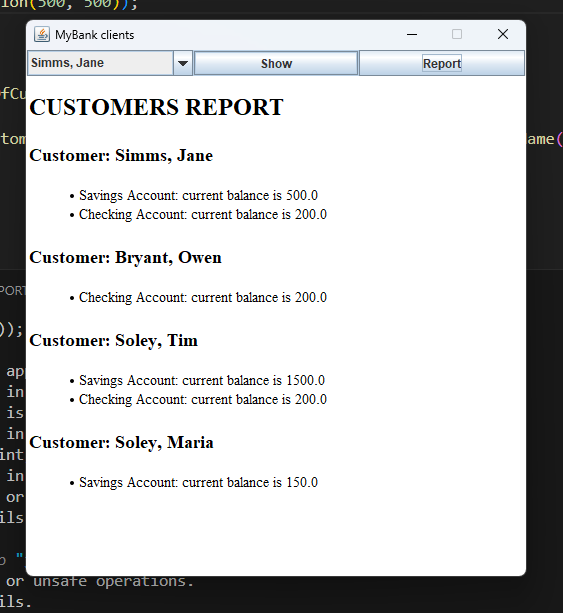 ion(500, 500));
MyBank clients
Simms, Jane Show Report
CUSTOMERS REPORT
Customer: Simms, Jane
• Savings Account: current balance is 500.0
• Checking Account: current balance is 200.0
Customer: Bryant, Owen
• Checking Account: current balance is 200.0
Customer: Soley, Tim
• Savings Account: current balance is 1500.0
• Checking Account: current balance is 200.0
Customer: Soley, Maria
• Savings Account: current balance is 150.0
fCu
tom
ame(
PORT
));
ap
in
is
in
int
in
or
ils
"
or unsafe operations.
ils.